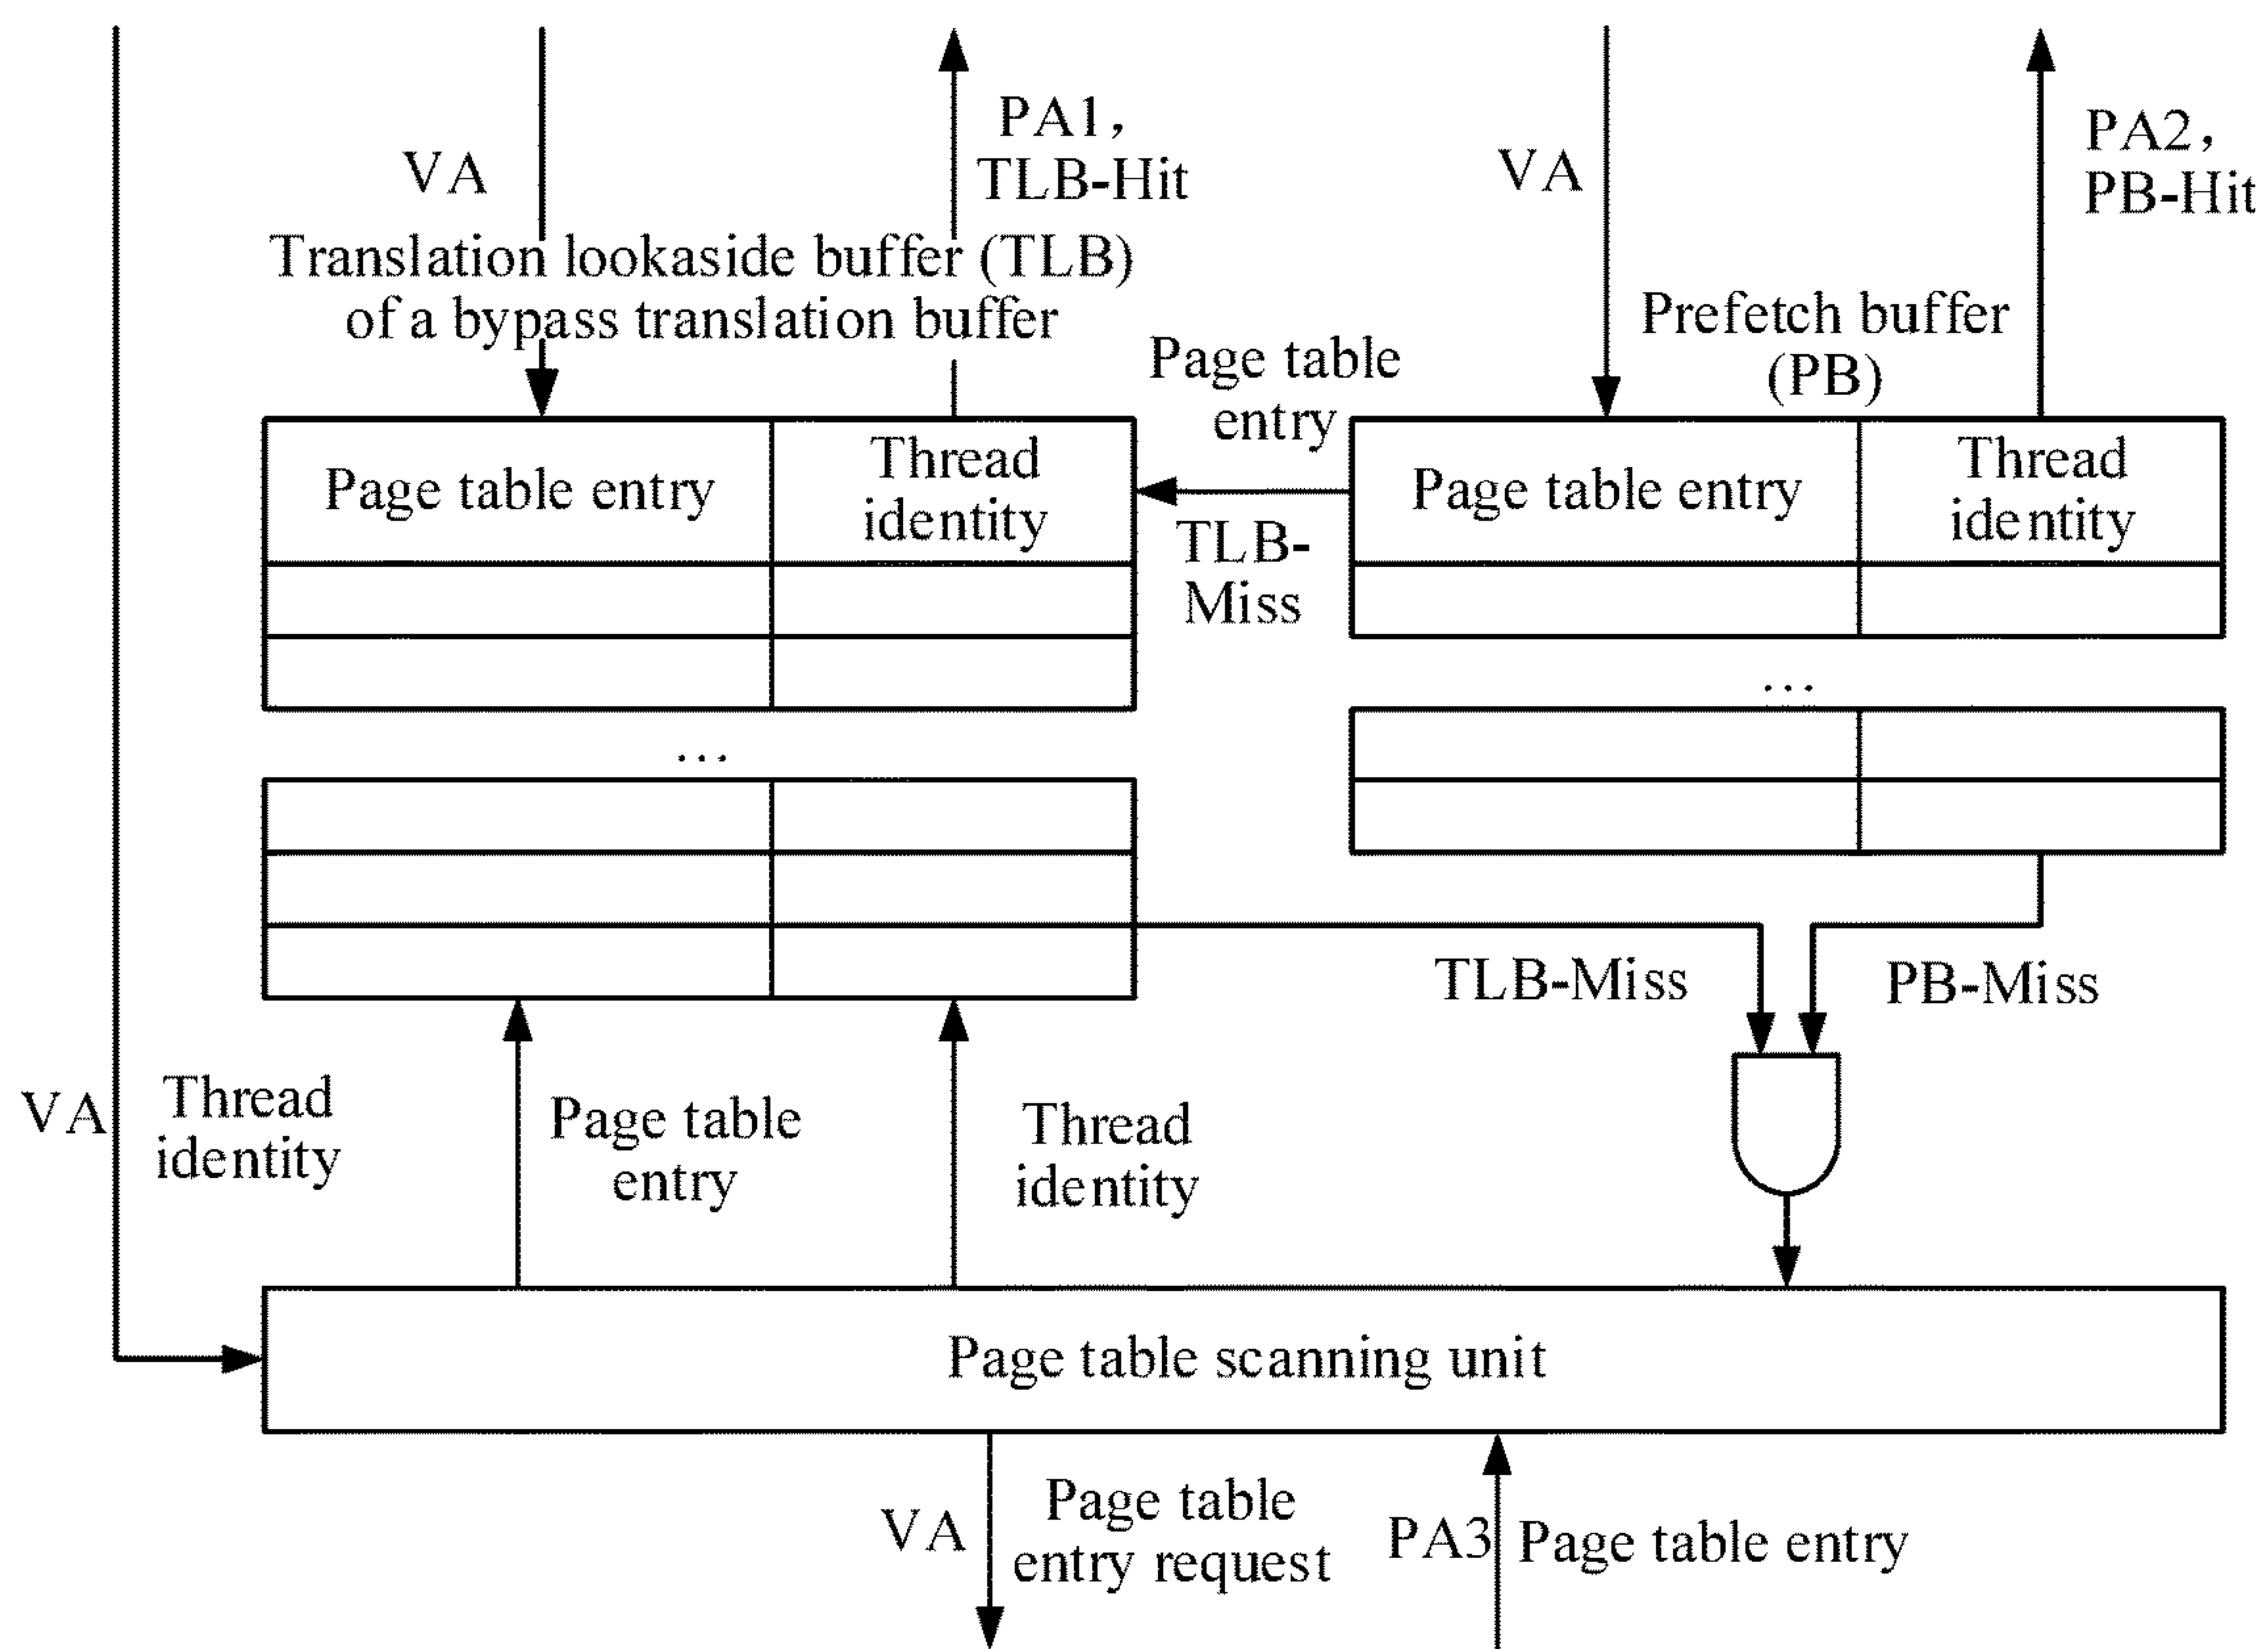 VA
PA1,
TLB-Hit
VA
PA2,
PB-Hit
Translation lookaside buffer (TLB)
of a bypass translation buffer
Prefetch buffer
(PB)
Page table
entry
Page table entry
Thread
identity
TLB-
Miss
Page table entry
Thread
identity
...
...
TLB-Miss
PB-Miss
VA
Thread
identity
Page table
entry
Thread
identity
Page table scanning unit
VA
Page table
entry request
PA3
Page table entry